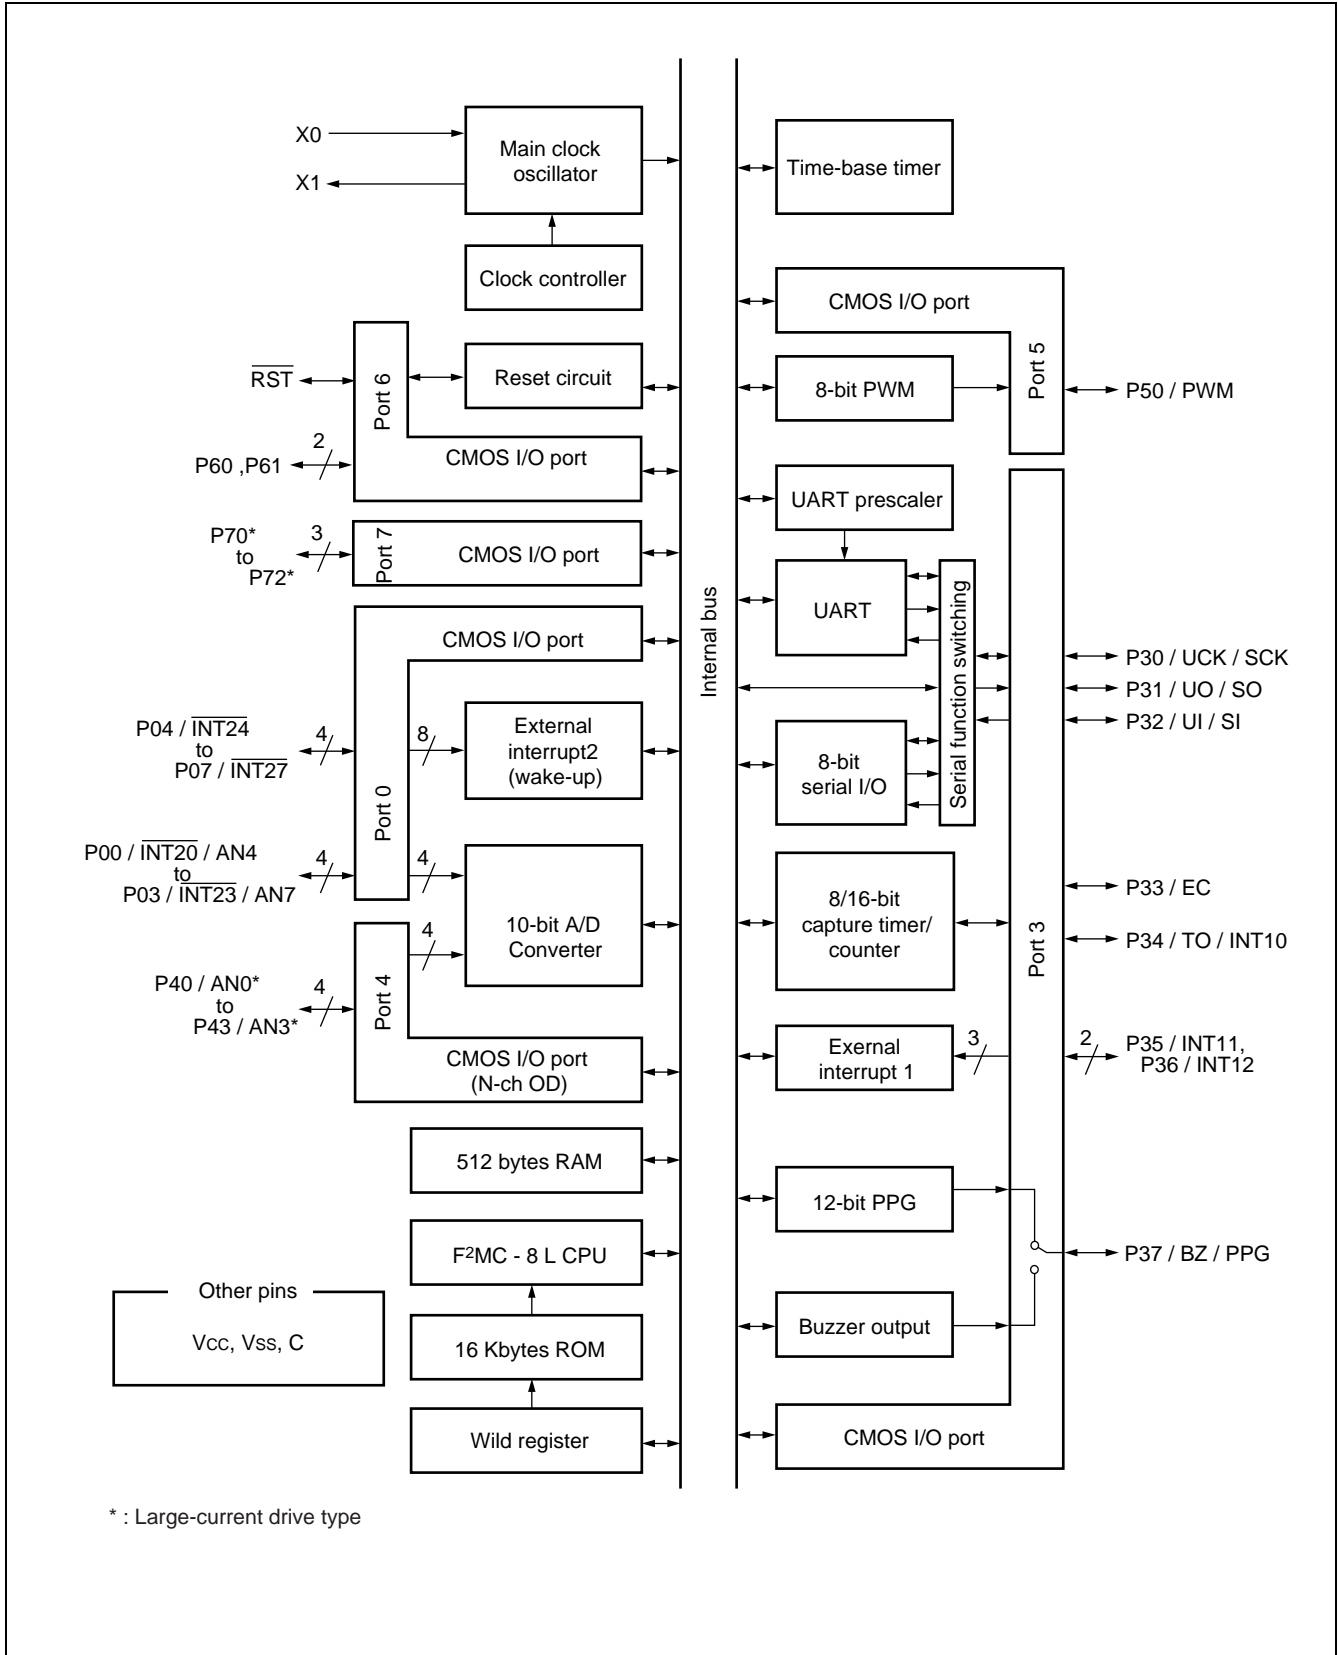 X0
X1
Main clock
oscillator
Clock controller
RST
Port 6
Reset circuit
2
P60 ,P61
CMOS I/O port
P70*
to
P72*
3
Port 7
CMOS I/O port
CMOS I/O port
P04 / INT24
to
P07 / INT27
4
Port 0
8
External
interrupt2
(wake-up)
P00 / INT20 / AN4
to
P03 / INT23 / AN7
4
4
10-bit A/D
Converter
4
P40 / AN0*
to
P43 / AN3*
4
Port 4
CMOS I/O port
(N-ch OD)
512 bytes RAM
F2MC - 8 L CPU
16 Kbytes ROM
Wild register
Other pins
VCC, VSS, C
* : Large-current drive type
Internal bus
Time-base timer
CMOS I/O port
Port 5
8-bit PWM
P50 / PWM
UART prescaler
UART
Serial function switching
8-bit
serial I/O
P30 / UCK / SCK
P31 / UO / SO
P32 / UI / SI
8/16-bit
capture timer/
counter
Port 3
P33 / EC
P34 / TO / INT10
Exernal
interrupt 1
3
2
P35 / INT11,
P36 / INT12
12-bit PPG
P37 / BZ / PPG
Buzzer output
CMOS I/O port